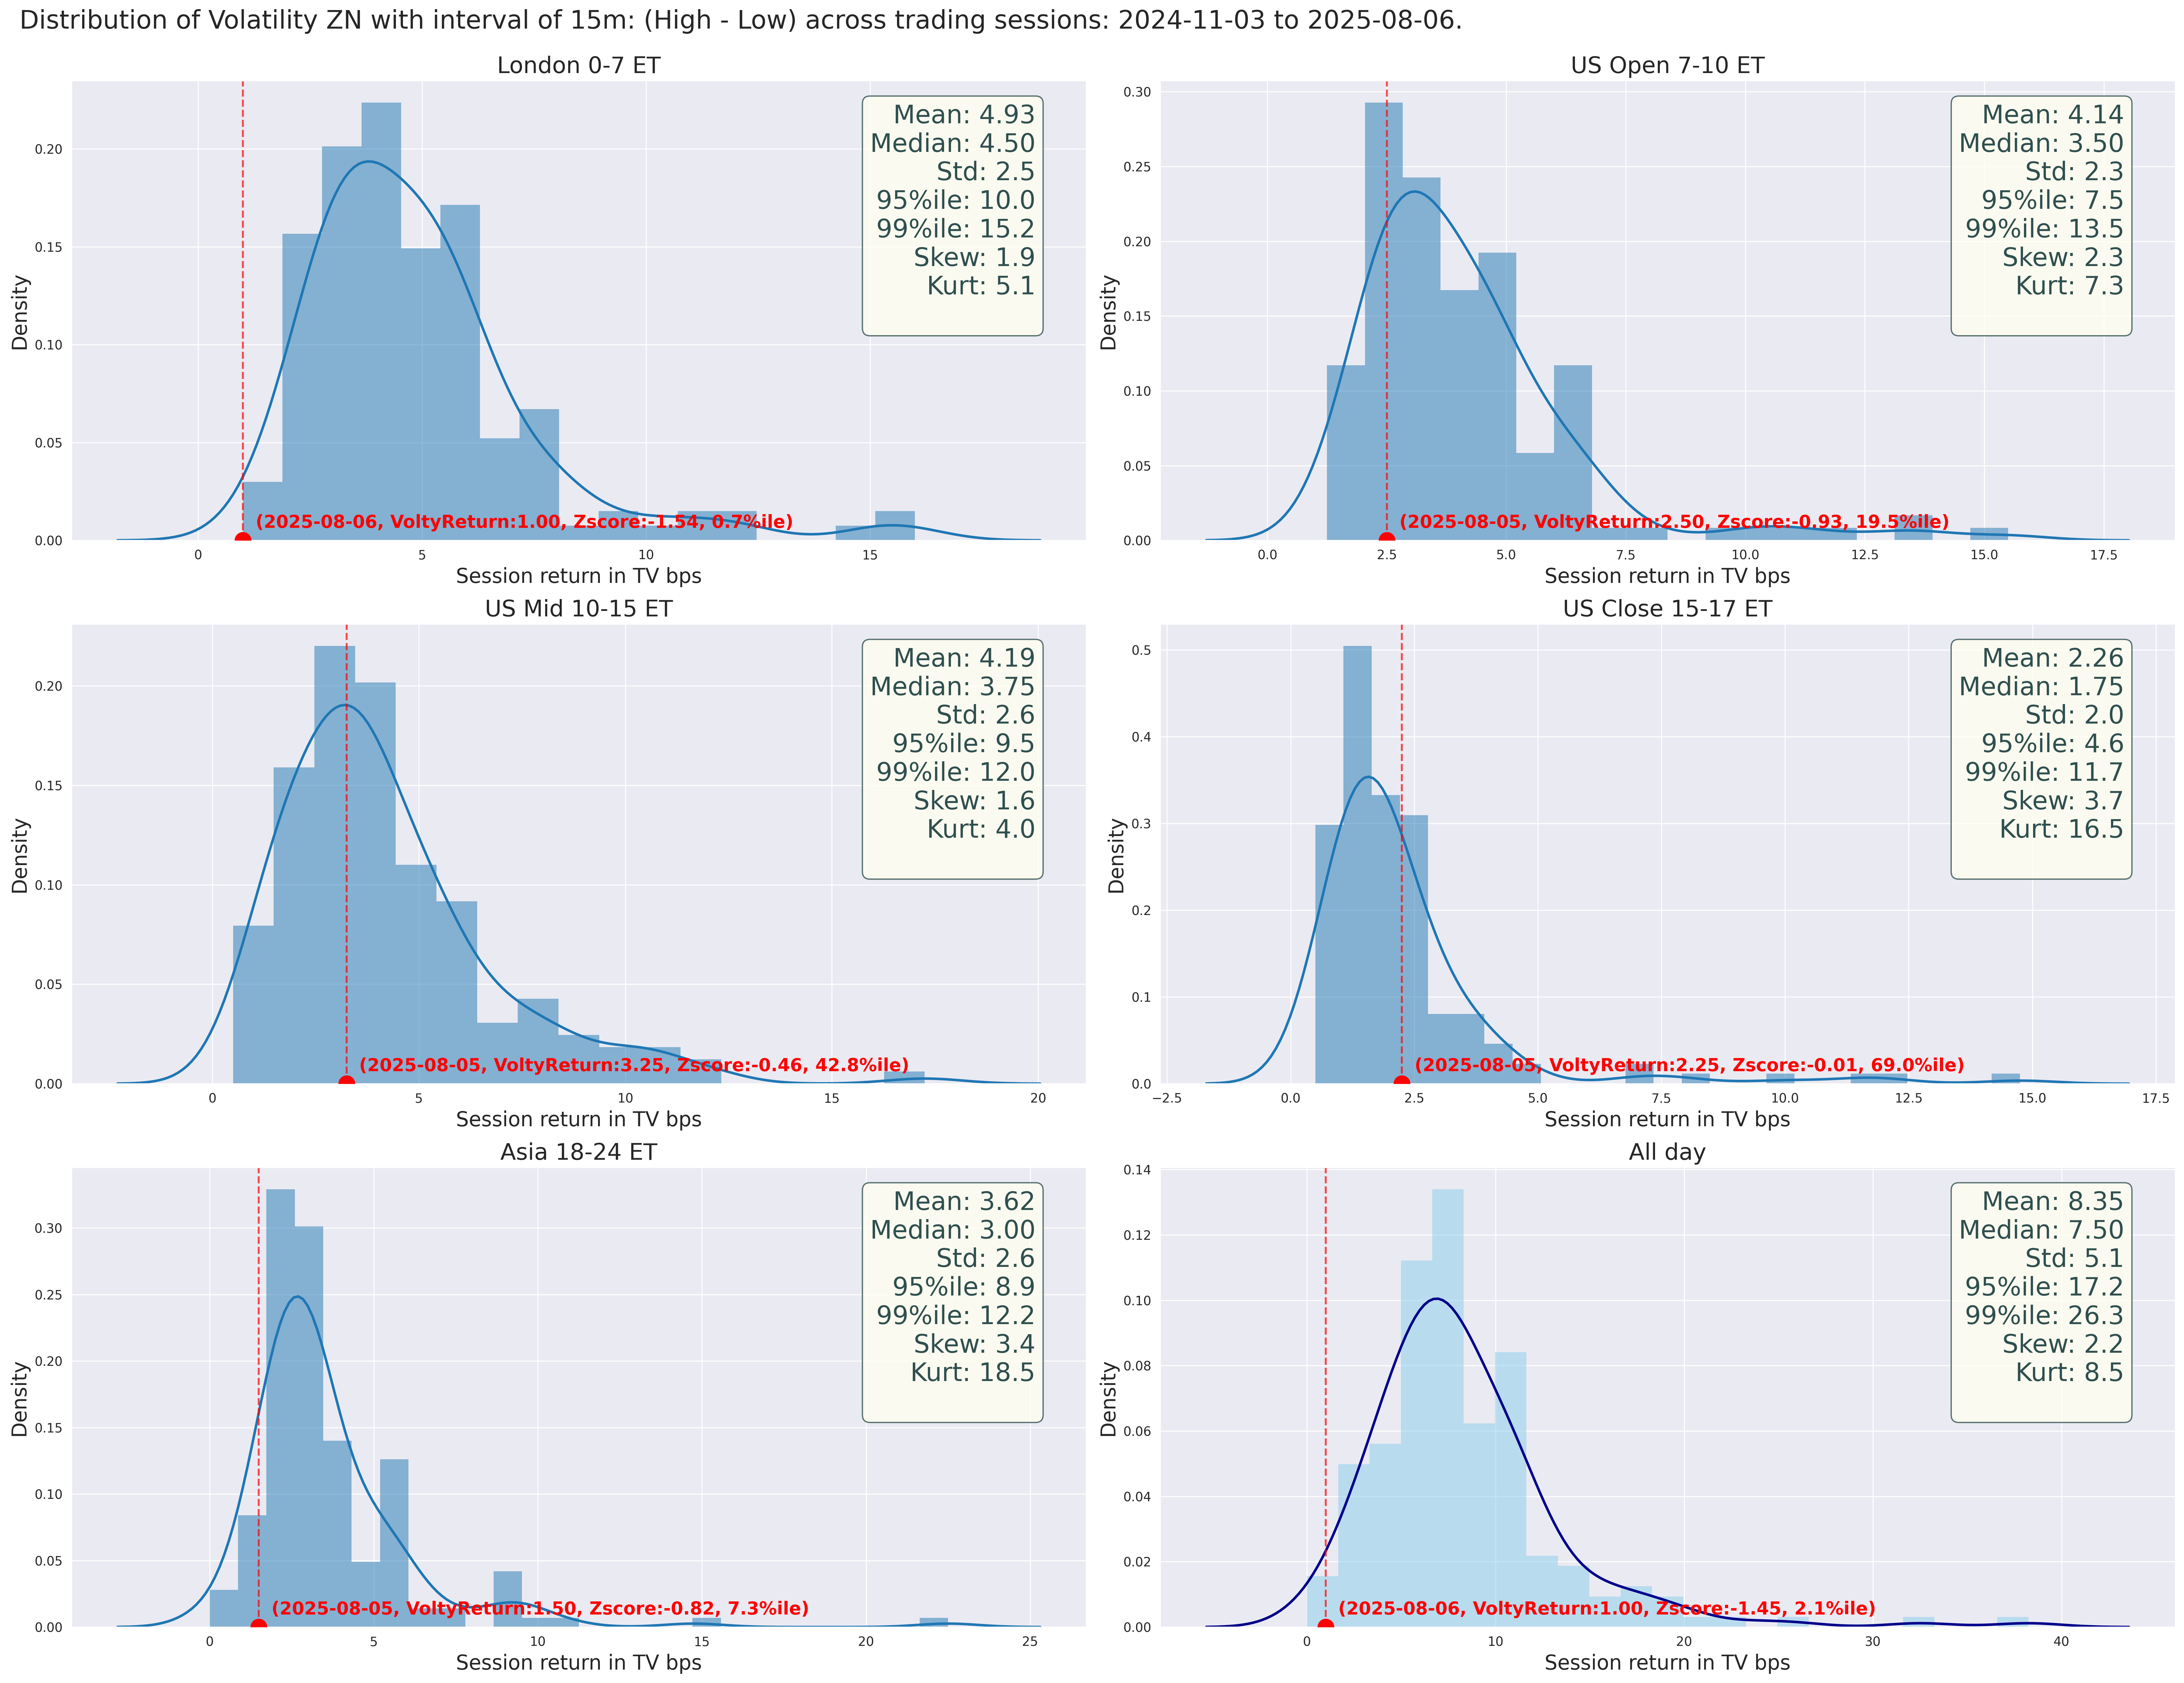 Distribution of Volatility ZN with interval of 15m: (High - Low) across trading sessions: 2024-11-03 to 2025-08-06.
London 0-7 ET
Density
0.00
0.05
0.10
0.15
0.20
Mean: 4.93
Median: 4.50
Std: 2.5
95%ile: 10.0
99%ile: 15.2
Skew: 1.9
Kurt: 5.1
(2025-08-06, VoltyReturn:1.00, Zscore:-1.54, 0.7%ile)
0
5
10
15
Session return in TV bps
US Open 7-10 ET
Density
0.00
0.05
0.10
0.15
0.20
0.25
0.30
Mean: 4.14
Median: 3.50
Std: 2.3
95%ile: 7.5
99%ile: 13.5
Skew: 2.3
Kurt: 7.3
(2025-08-05, VoltyReturn:2.50, Zscore:-0.93, 19.5%ile)
0.0
2.5
5.0
7.5
10.0
12.5
15.0
17.5
Session return in TV bps
US Mid 10-15 ET
Density
0.00
0.05
0.10
0.15
0.20
Mean: 4.19
Median: 3.75
Std: 2.6
95%ile: 9.5
99%ile: 12.0
Skew: 1.6
Kurt: 4.0
(2025-08-05, VoltyReturn:3.25, Zscore:-0.46, 42.8%ile)
0
5
10
15
20
Session return in TV bps
US Close 15-17 ET
Density
0.0
0.1
0.2
0.3
0.4
0.5
Mean: 2.26
Median: 1.75
Std: 2.0
95%ile: 4.6
99%ile: 11.7
Skew: 3.7
Kurt: 16.5
(2025-08-05, VoltyReturn:2.25, Zscore:-0.01, 69.0%ile)
−2.5
0.0
2.5
5.0
7.5
10.0
12.5
15.0
17.5
Session return in TV bps
Asia 18-24 ET
Density
0.00
0.05
0.10
0.15
0.20
0.25
0.30
Mean: 3.62
Median: 3.00
Std: 2.6
95%ile: 8.9
99%ile: 12.2
Skew: 3.4
Kurt: 18.5
(2025-08-05, VoltyReturn:1.50, Zscore:-0.82, 7.3%ile)
0
5
10
15
20
25
Session return in TV bps
All day
Density
0.00
0.02
0.04
0.06
0.08
0.10
0.12
0.14
Mean: 8.35
Median: 7.50
Std: 5.1
95%ile: 17.2
99%ile: 26.3
Skew: 2.2
Kurt: 8.5
(2025-08-06, VoltyReturn:1.00, Zscore:-1.45, 2.1%ile)
0
10
20
30
40
Session return in TV bps